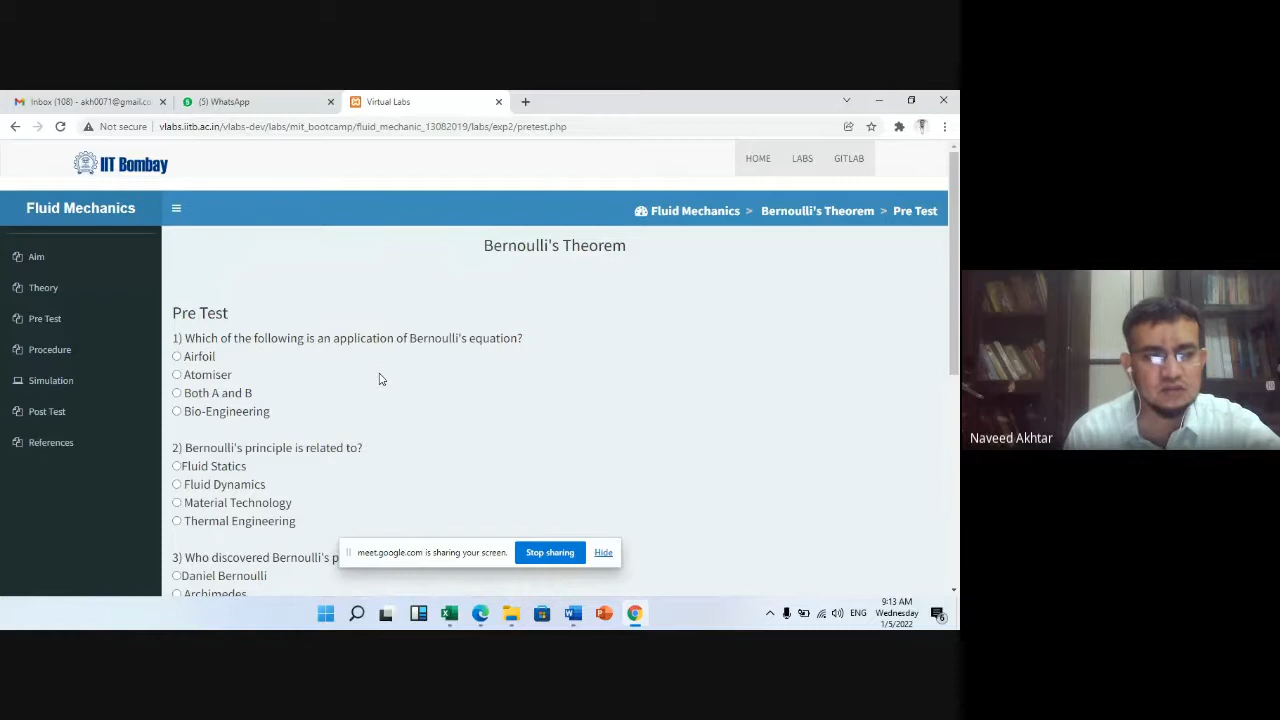 Inbox (108) - akh0071@gmail.co
(5) WhatsApp
Virtual Labs
Not secure
vlabs.iitb.ac.in/vlabs-dev/labs/mit_bootcamp/fluid_mechanic_13082019/labs/exp2/pretest.php
IIT Bombay
HOME
LABS
GITLAB
Fluid Mechanics
Fluid Mechanics > Bernoulli's Theorem > Pre Test
Aim
Theory
Pre Test
Procedure
Simulation
Post Test
References
Bernoulli's Theorem
Pre Test
1) Which of the following is an application of Bernoulli's equation?
Airfoil
Atomiser
Both A and B
Bio-Engineering
2) Bernoulli's principle is related to?
Fluid Statics
Fluid Dynamics
Material Technology
Thermal Engineering
3) Who discovered Bernoulli's p
Daniel Bernoulli
Archimedes
meet.google.com is sharing your screen.
Stop sharing
Hide
ENG
9:13 AM
Wednesday
1/5/2022
6
Naveed Akhtar